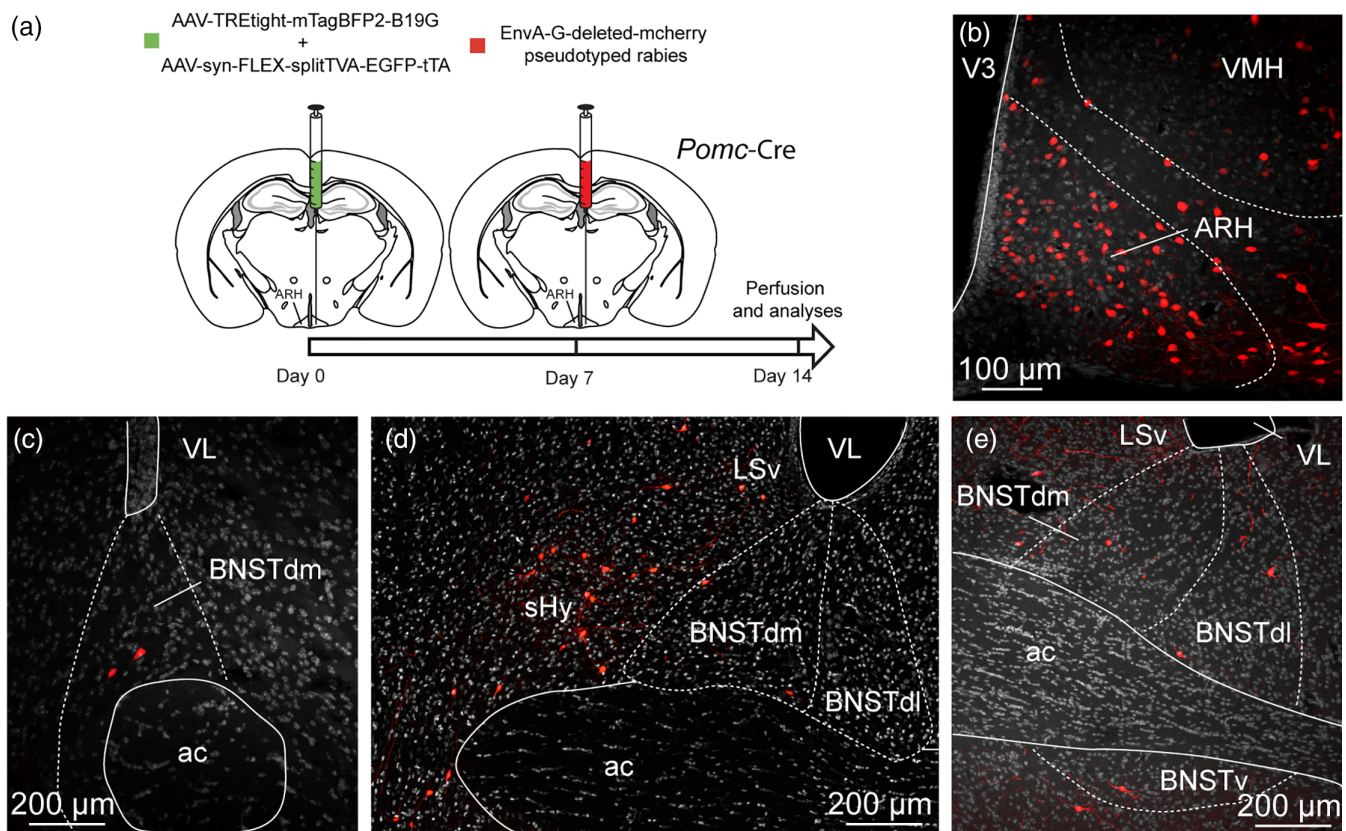 (a)
AAV-TREtight-mTagBFP2-B19G
+
AAV-syn-FLEX-splitTVA-EGFP-tTA
EnvA-G-deleted-mcherry
pseudotyped rabies
Pomc-Cre
ARH
ARH
Perfusion
and analyses
Day 0
Day 7
Day 14
(b)
V3
VMH
ARH
100 µm
(c)
VL
BNSTdm
ac
200 µm
(d)
LSv
VL
sHy
BNSTdm
BNSTdl
ac
200 µm
(e)
LSv
VL
BNSTdm
BNSTdl
ac
BNSTv
200 µm